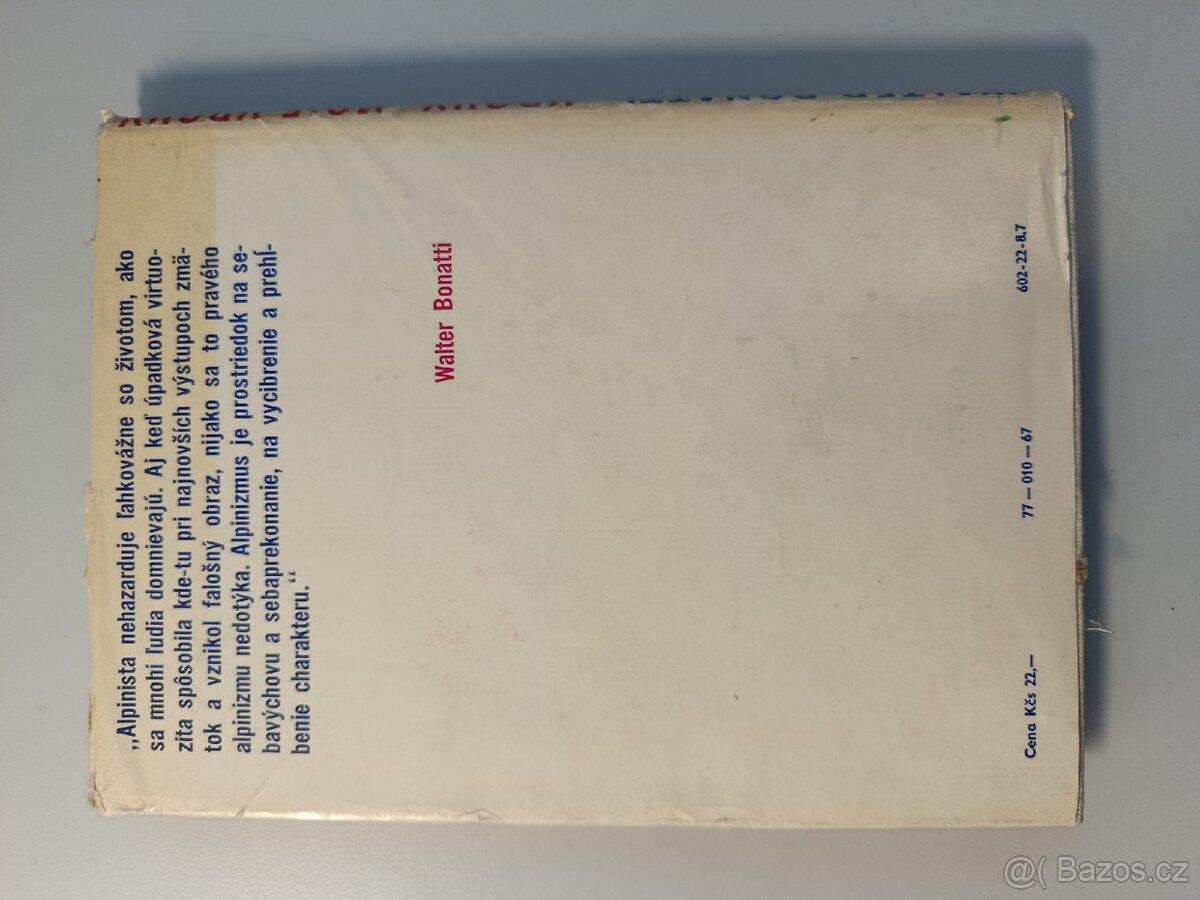 „Alpinista nehazarduje ľahkovážne so životom, ako
sa mnohí ľudia domnievajú. Aj keď úpadková virtuo-
zita spôsobila kde-tu pri najnovších výstupoch zmä-
tok a vznikol falošný obraz, nijako sa to pravého
alpinizmu nedotýka. Alpinizmus je prostriedok na se-
bavýchovu a sebaprekonanie, na vycibrenie a prehĺ-
benie charakteru.“
Walter Bonatti
Cena Kčs 22,—
77 — 010 — 67
602-22-8.7
@( Bazos.cz